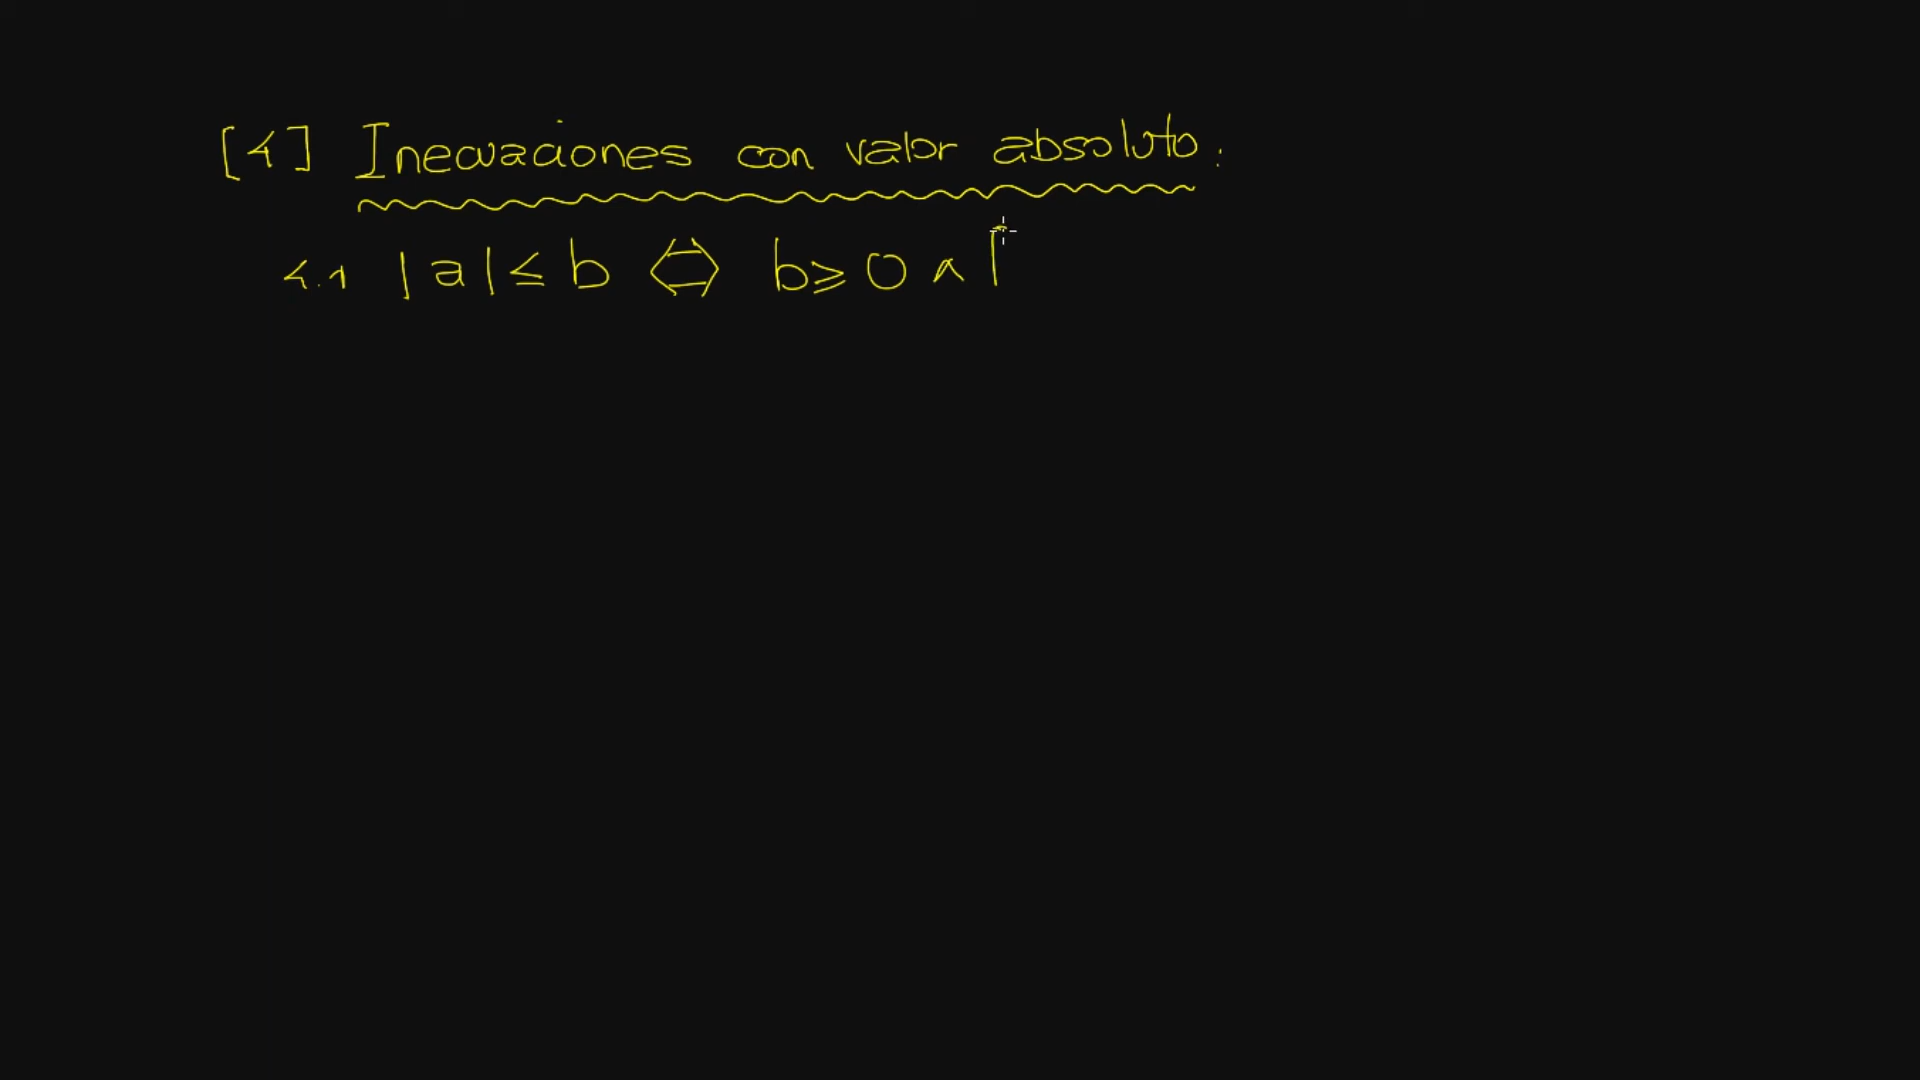 [4] Inecuaciones con valor absoluto:
4.1 |a| ≤ b ⇔ b ≥ 0 ∧ [